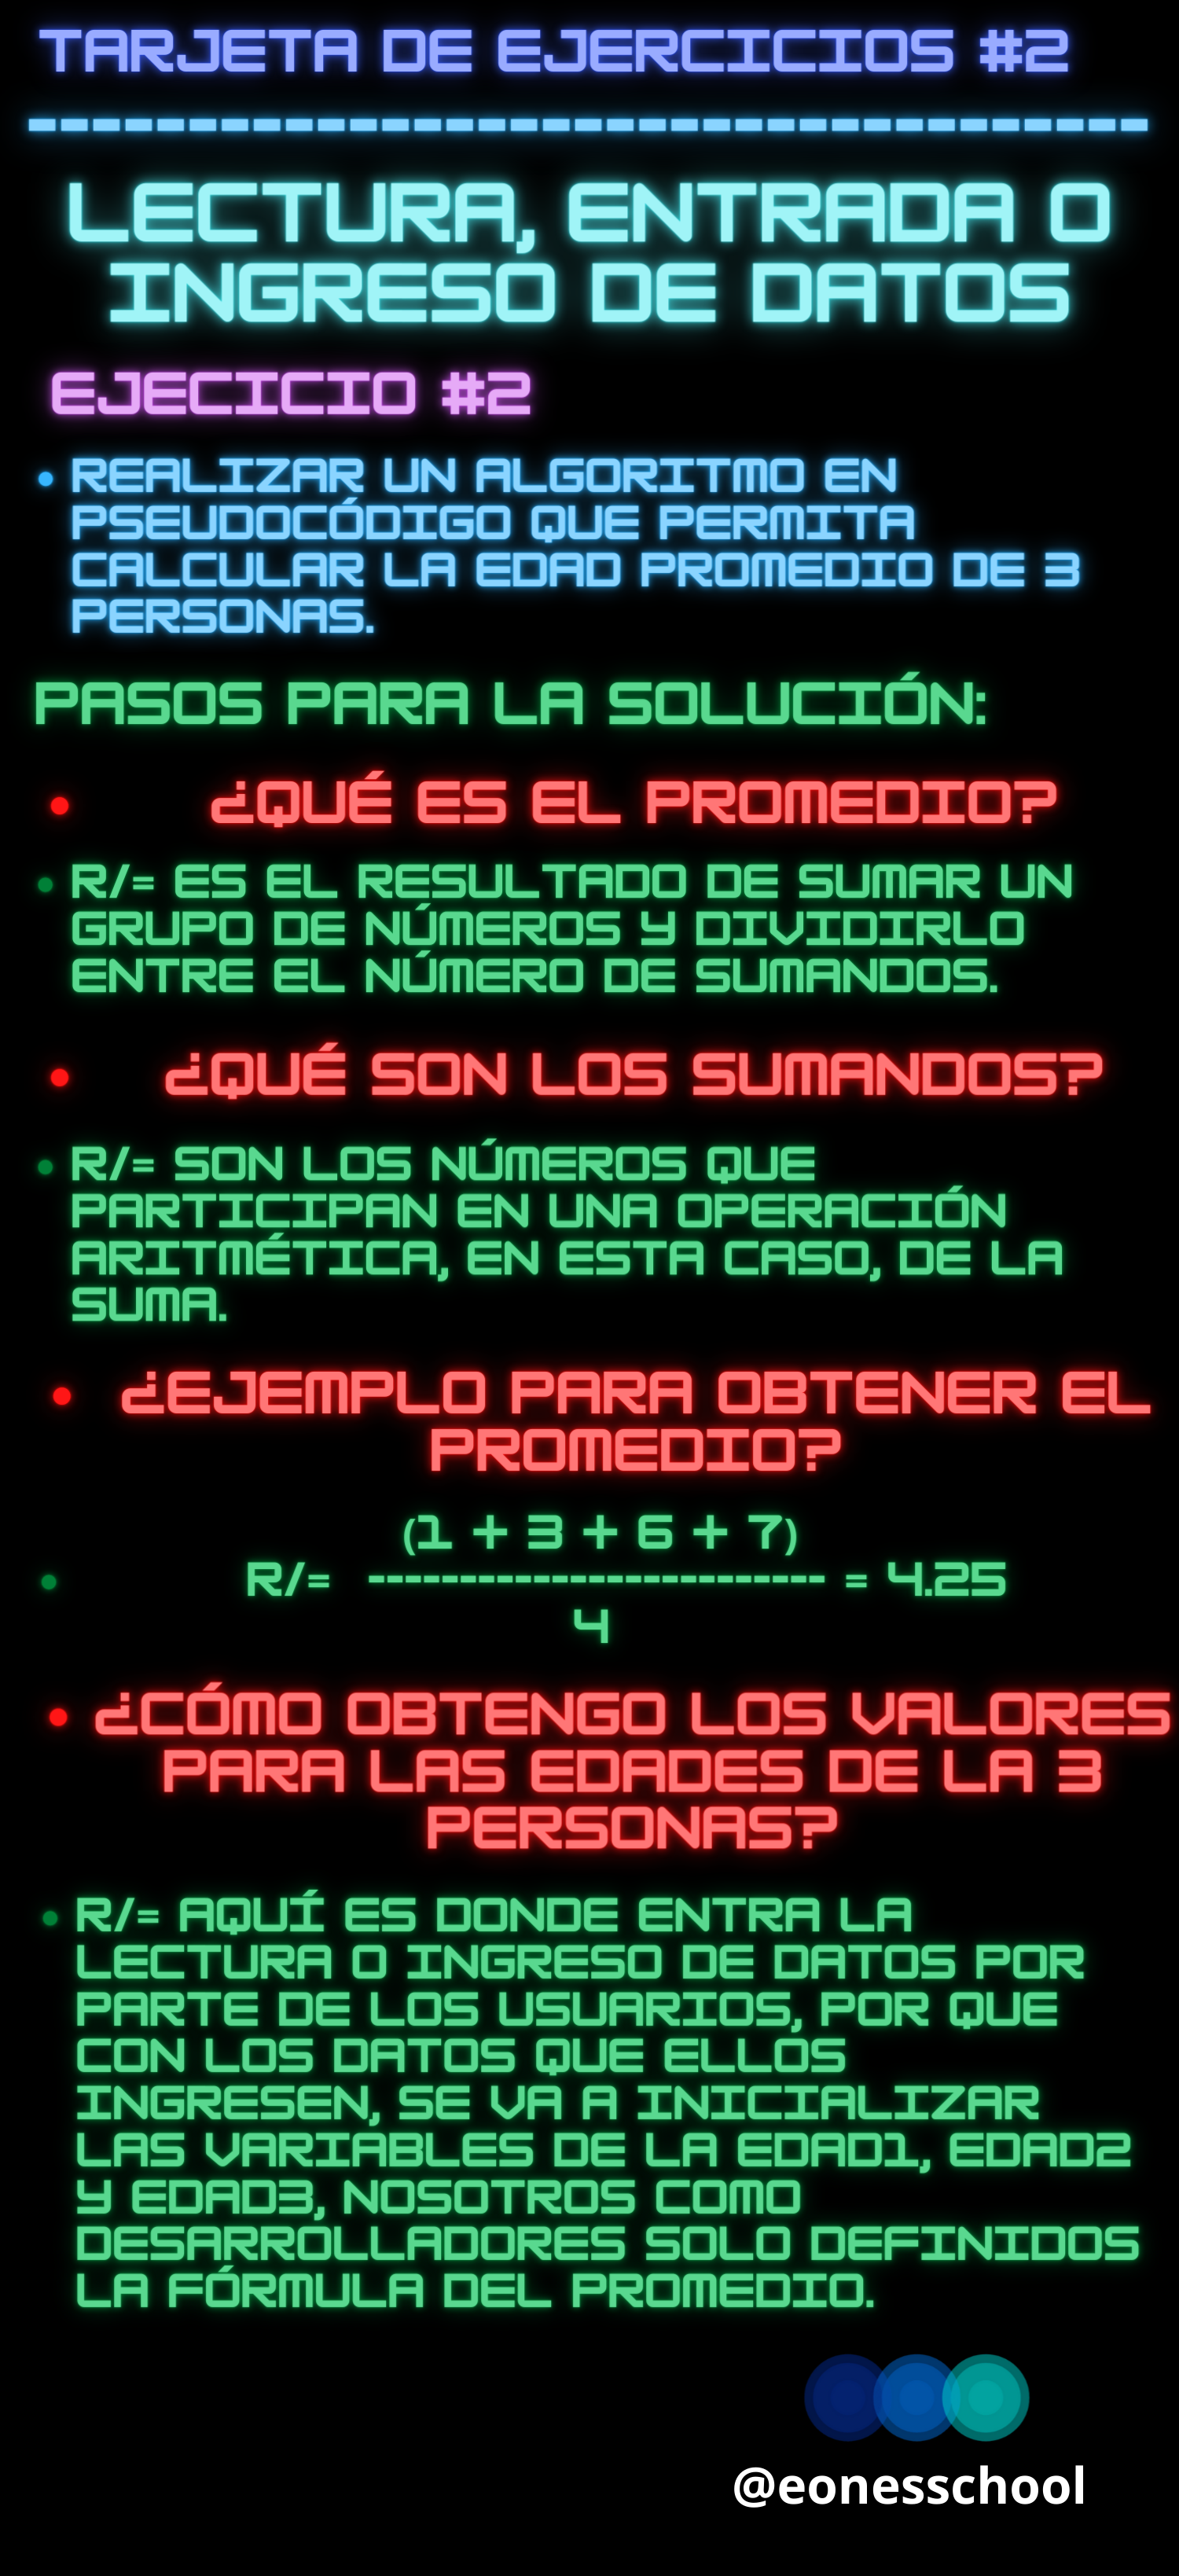 TARJETA DE EJERCICIOS #2
-----------------------------------
LECTURA, ENTRADA O
INGRESO DE DATOS
EJECICIO #2
• REALIZAR UN ALGORITMO EN
PSEUDOCÓDIGO QUE PERMITA
CALCULAR LA EDAD PROMEDIO DE 3
PERSONAS.
PASOS PARA LA SOLUCIÓN:
• ¿QUÉ ES EL PROMEDIO?
• R/= ES EL RESULTADO DE SUMAR UN
GRUPO DE NÚMEROS Y DIVIDIRLO
ENTRE EL NÚMERO DE SUMANDOS.
• ¿QUÉ SON LOS SUMANDOS?
• R/= SON LOS NÚMEROS QUE
PARTICIPAN EN UNA OPERACIÓN
ARITMÉTICA, EN ESTA CASO, DE LA
SUMA.
• ¿EJEMPLO PARA OBTENER EL
PROMEDIO?
(1 + 3 + 6 + 7)
• R/= ------------------------- = 4.25
4
• ¿CÓMO OBTENGO LOS VALORES
PARA LAS EDADES DE LA 3
PERSONAS?
• R/= AQUÍ ES DONDE ENTRA LA
LECTURA O INGRESO DE DATOS POR
PARTE DE LOS USUARIOS, POR QUE
CON LOS DATOS QUE ELLOS
INGRESEN, SE VA A INICIALIZAR
LAS VARIABLES DE LA EDAD1, EDAD2
Y EDAD3, NOSOTROS COMO
DESARROLLADORES SOLO DEFINIDOS
LA FÓRMULA DEL PROMEDIO.
@eonesschool